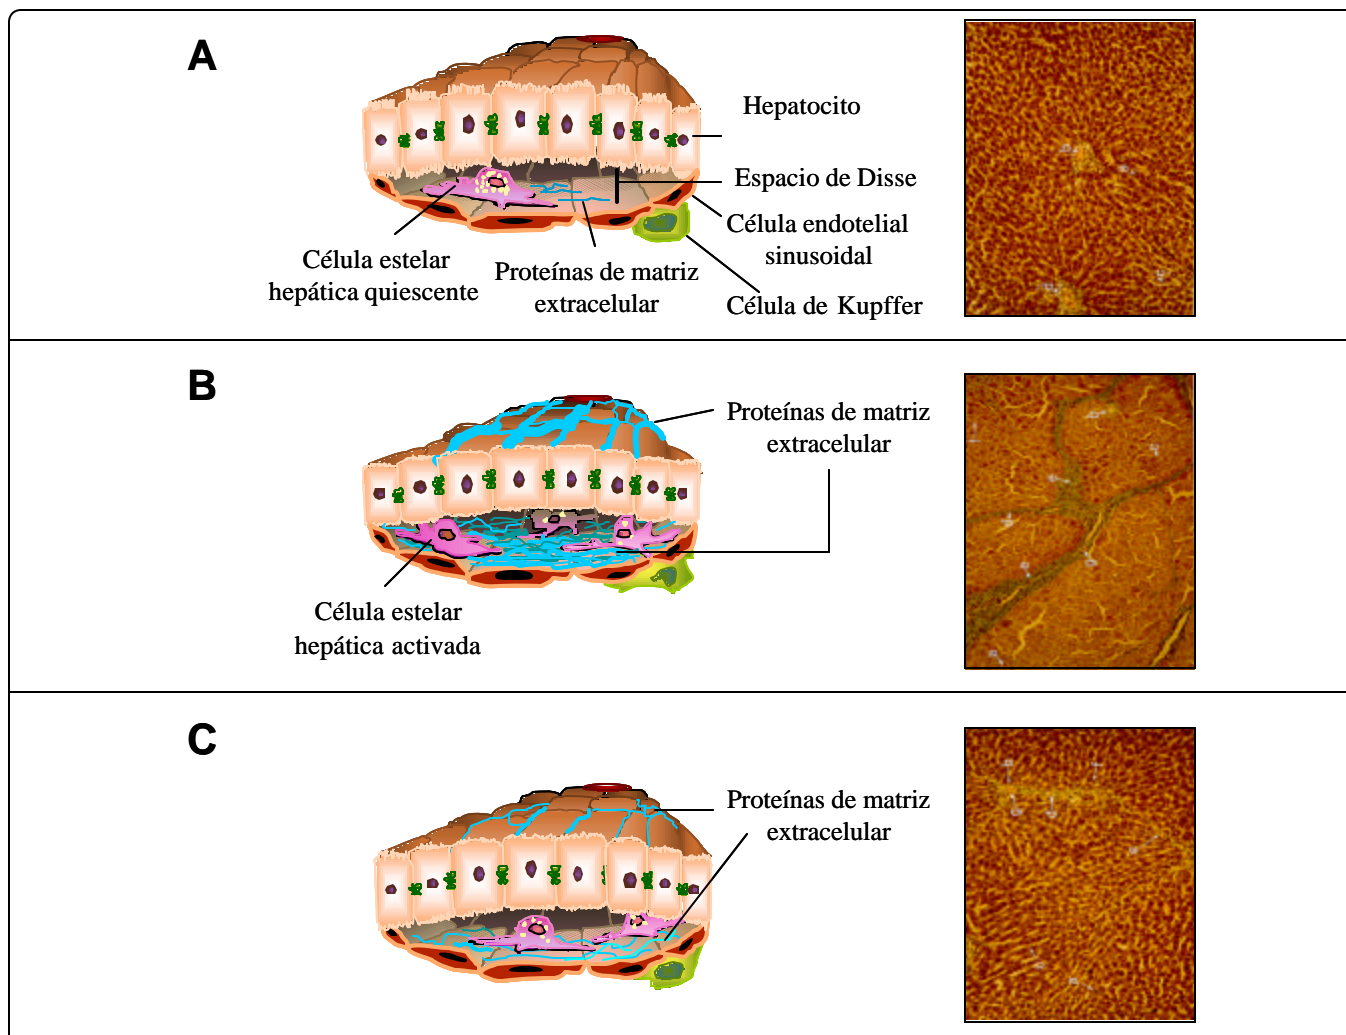 A
Hepatocito
Espacio de Disse
Célula endotelial
sinusoidal
Célula estelar
hepática quiescente
Proteínas de matriz
extracelular
Célula de Kupffer
B
Proteínas de matriz
extracelular
Célula estelar
hepática activada
C
Proteínas de matriz
extracelular